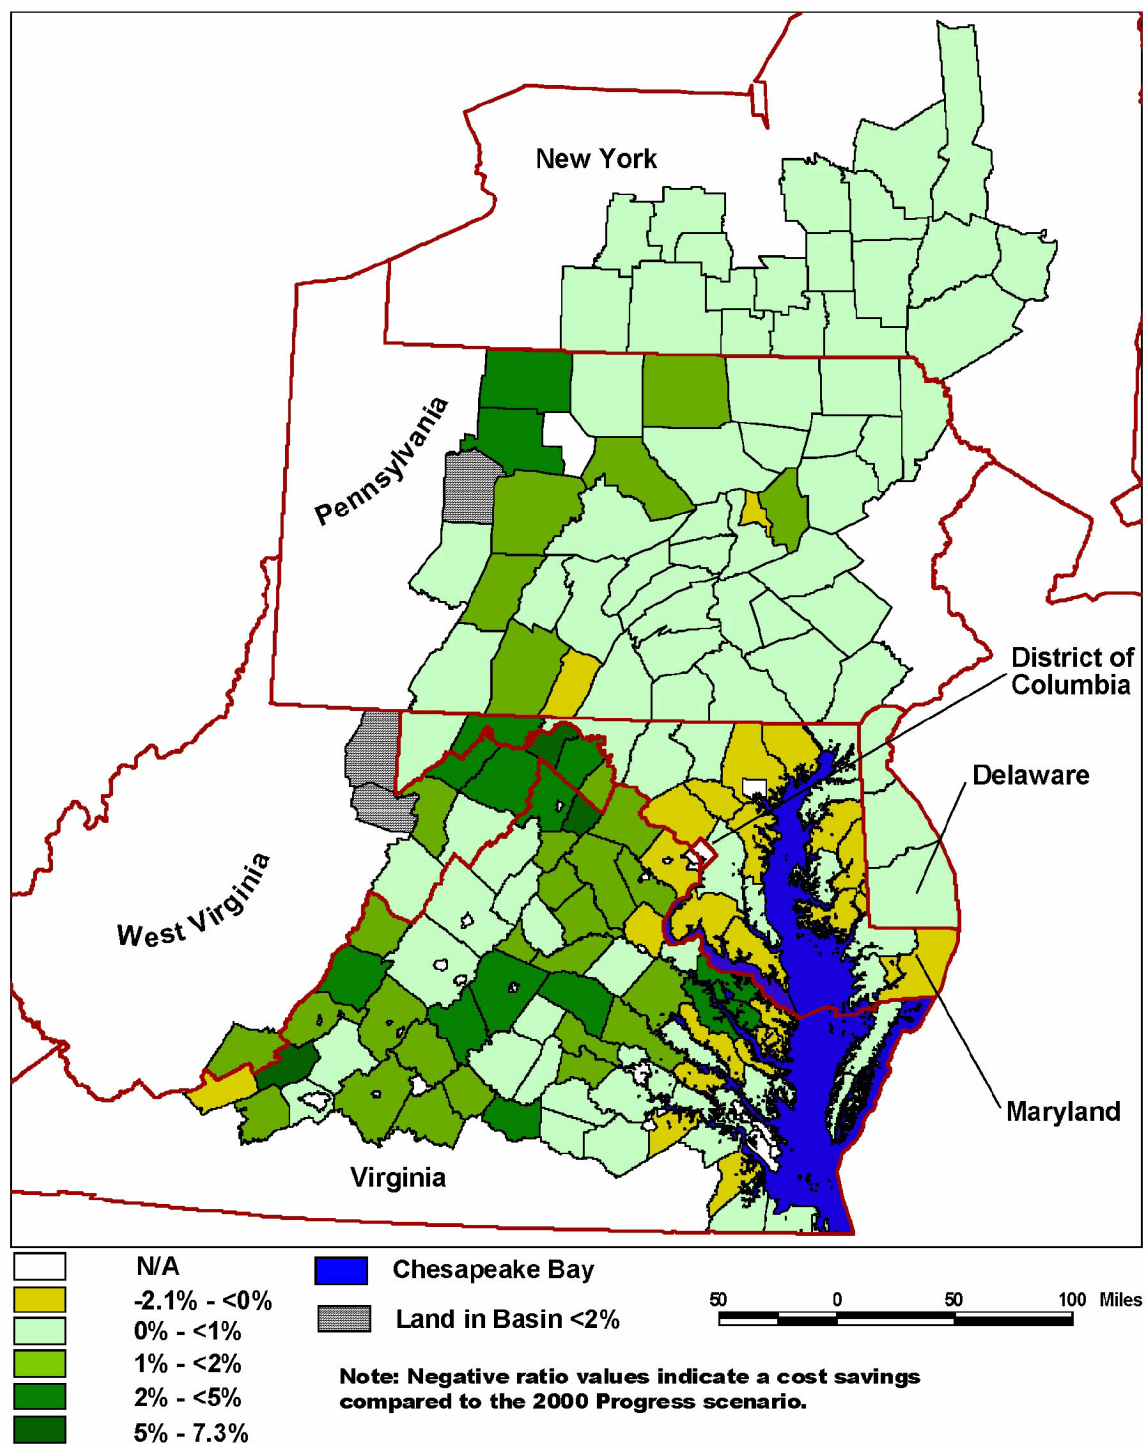 New York
Pennsylvania
District of
Columbia
Delaware
West Virginia
Maryland
Virginia
N/A
-2.1% - <0%
0% - <1%
1% - <2%
2% - <5%
5% - 7.3%
Chesapeake Bay
Land in Basin <2%
50 0 50 100 Miles
Note: Negative ratio values indicate a cost savings
compared to the 2000 Progress scenario.